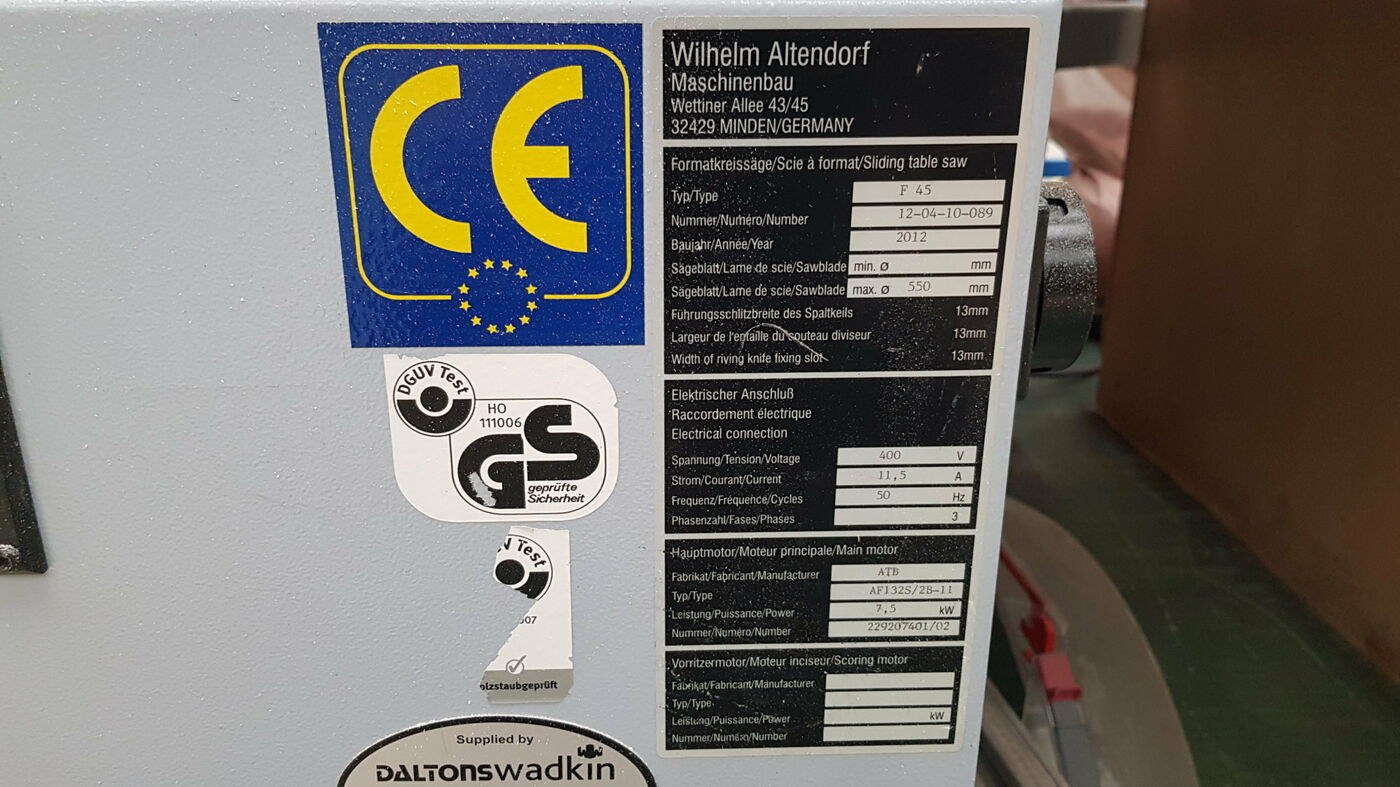 CE
Wilhelm Altendorf
Maschinenbau
Wettiner Allee 43/45
32429 MINDEN/GERMANY
Formatkreissäge/Scie à format/Sliding table saw
Typ/Type F 45
Nummer/Numéro/Number 12-04-10-089
Baujahr/Année/Year 2012
Sägeblatt/Lame de scie/Sawblade min. ø mm
Sägeblatt/Lame de scie/Sawblade max. ø 550 mm
Führungsschlitzbreite des Spaltkeils 13mm
Largeur de l'entaille du couteau diviseur 13mm
Width of riving knife fixing slot 13mm
Elektrischer Anschluß
Raccordement électrique
Electrical connection
Spannung/Tension/Voltage 400 V
Strom/Courant/Current 11,5 A
Frequenz/Fréquence/Cycles 50 Hz
Phasenzahl/Fases/Phases 3
Hauptmotor/Moteur principale/Main motor
Fabrikat/Fabricant/Manufacturer ATB
Typ/Type AF132S/2B-11
Leistung/Puissance/Power 7,5 kW
Nummer/Numéro/Number 229207401/02
Vorritzermotor/Moteur inciseur/Scoring motor
Fabrikat/Fabricant/Manufacturer
Typ/Type
Leistung/Puissance/Power kW
Nummer/Numéro/Number
DGUV Test
HO
111006
GS
geprüfte
Sicherheit
V Test
007
olzstaubgeprüft
Supplied by
DALTONSwadkin